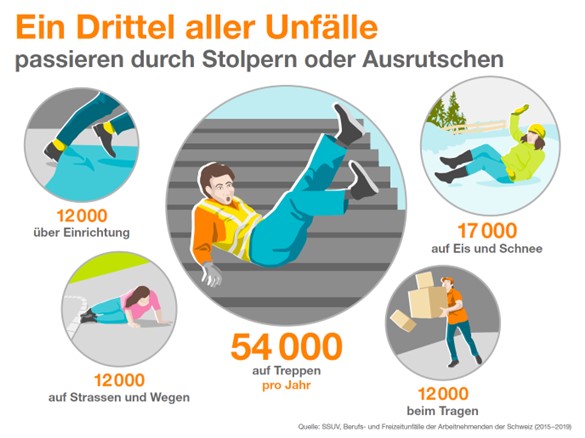 Ein Drittel aller Unfälle
passieren durch Stolpern oder Ausrutschen
12 000
über Einrichtung
17 000
auf Eis und Schnee
12 000
auf Strassen und Wegen
54 000
auf Treppen
pro Jahr
12 000
beim Tragen
Quelle: SSUV, Berufs- und Freizeitunfälle der Arbeitnehmenden der Schweiz (2015–2019)